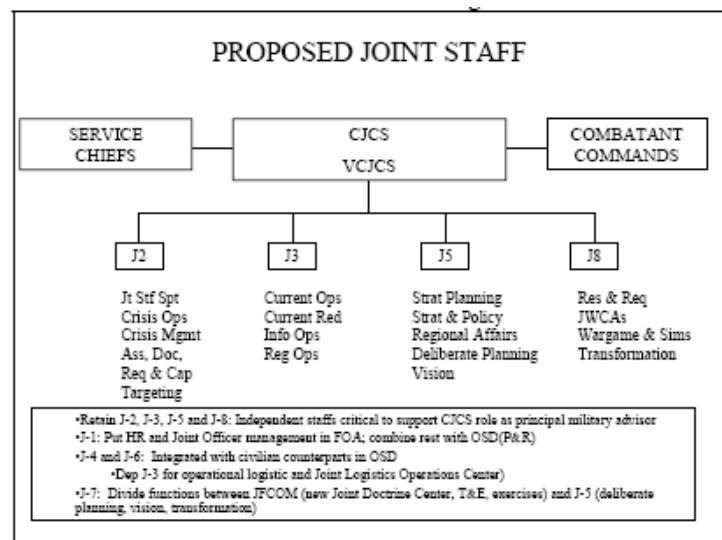 PROPOSED JOINT STAFF
SERVICE
CHIEFS
CJCS
VCJCS
COMBATANT
COMMANDS
J2
J3
J5
J8
Jt Stf Spt
Crisis Ops
Crisis Mgmt
Ass, Doc,
Req & Cap
Targeting
Current Ops
Current Red
Info Ops
Reg Ops
Strat Planning
Strat & Policy
Regional Affairs
Deliberate Planning
Vision
Res & Req
JWCAs
Wargame & Sims
Transformation
•Retain J-2, J-3, J-5 and J-8: Independent staffs critical to support CJCS role as principal military advisor
•J-1: Put HR and Joint Officer management in FOA; combine rest with OSD(P&R)
•J-4 and J-6: Integrated with civilian counterparts in OSD
•Dep J-3 for operational logistic and Joint Logistics Operations Center)
•J-7: Divide functions between JFCOM (new Joint Doctrine Center, T&E, exercises) and J-5 (deliberate
planning, vision, transformation)